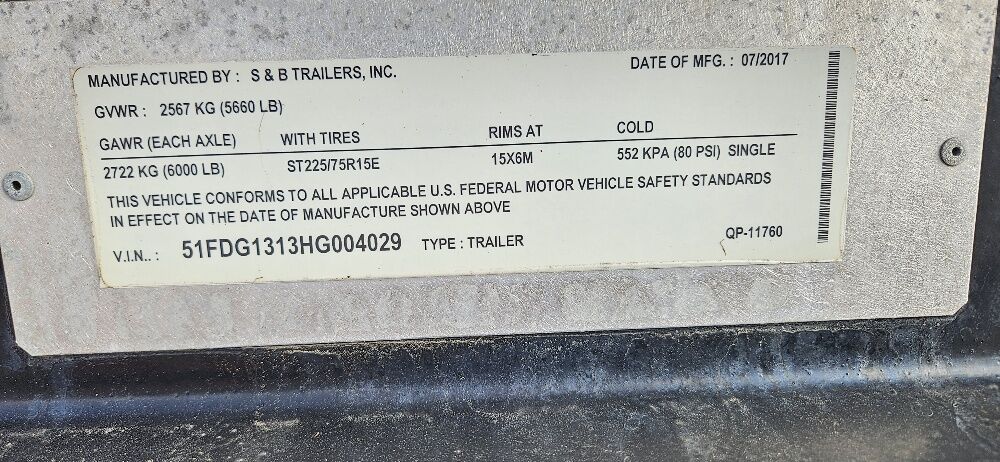 MANUFACTURED BY : S & B TRAILERS, INC. DATE OF MFG. : 07/2017
GVWR : 2567 KG (5660 LB)
GAWR (EACH AXLE) WITH TIRES RIMS AT COLD
2722 KG (6000 LB) ST225/75R15E 15X6M 552 KPA (80 PSI) SINGLE
THIS VEHICLE CONFORMS TO ALL APPLICABLE U.S. FEDERAL MOTOR VEHICLE SAFETY STANDARDS
IN EFFECT ON THE DATE OF MANUFACTURE SHOWN ABOVE
V.I.N.. : 51FDG1313HG004029 TYPE : TRAILER QP-11760